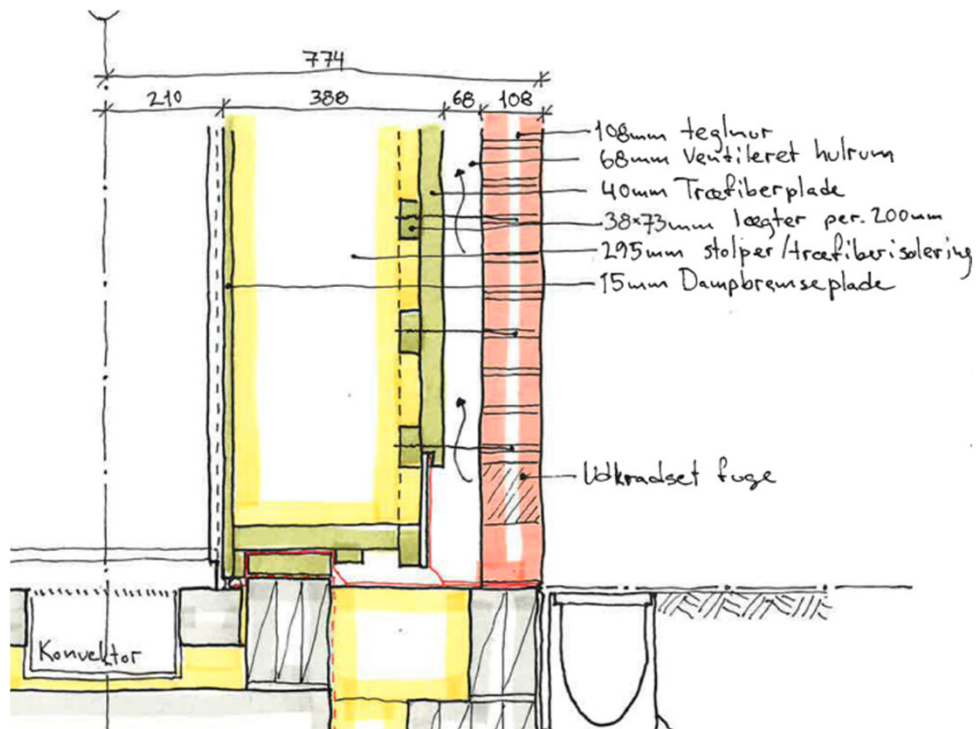 774
210 388 68 108
108mm teglmur
68mm ventileret hulrum
40mm Træfiberplade
38×73mm lægter per. 200mm
295mm stolper/træfiberisolering
15mm Dampbremseplade
Udkradset fuge
Konvektor